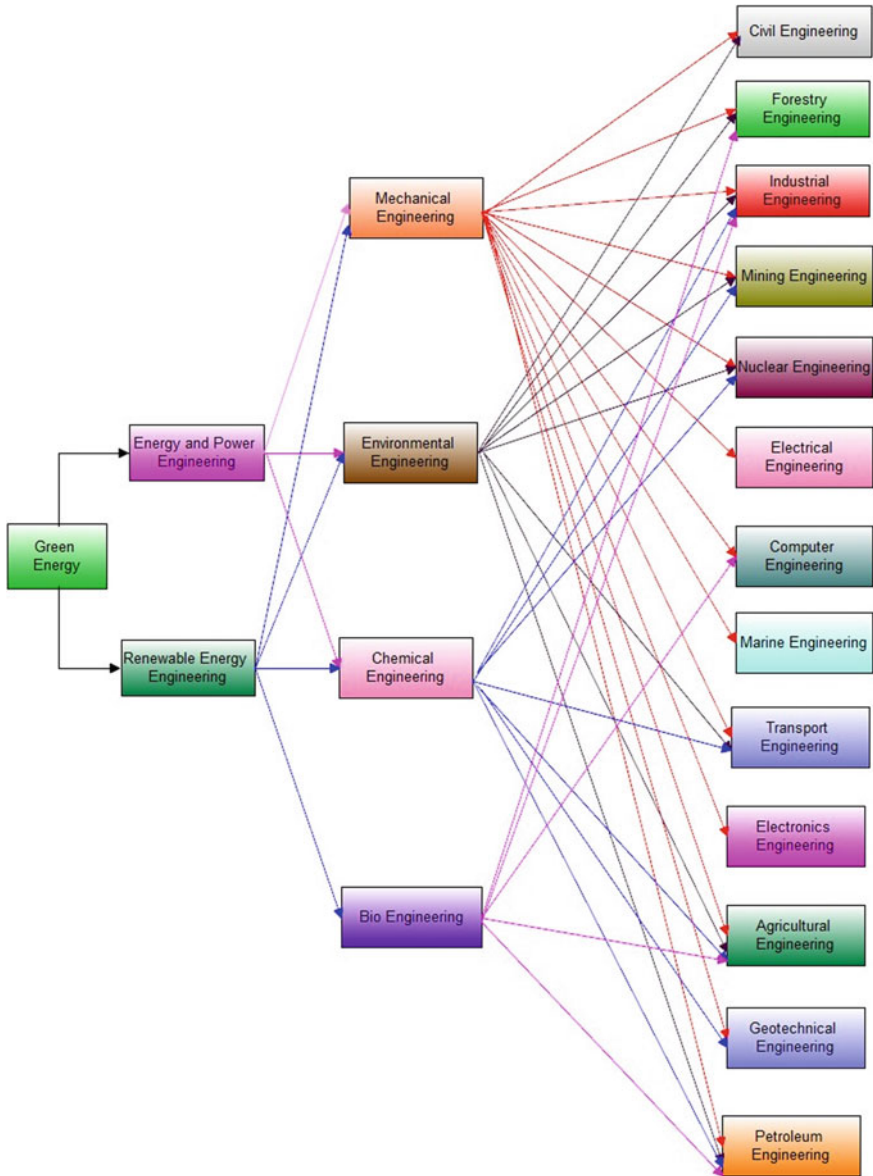 Green
Energy
Energy and Power
Engineering
Renewable Energy
Engineering
Mechanical
Engineering
Environmental
Engineering
Chemical
Engineering
Bio Engineering
Civil Engineering
Forestry
Engineering
Industrial
Engineering
Mining Engineering
Nuclear Engineering
Electrical
Engineering
Computer
Engineering
Marine Engineering
Transport
Engineering
Electronics
Engineering
Agricultural
Engineering
Geotechnical
Engineering
Petroleum
Engineering